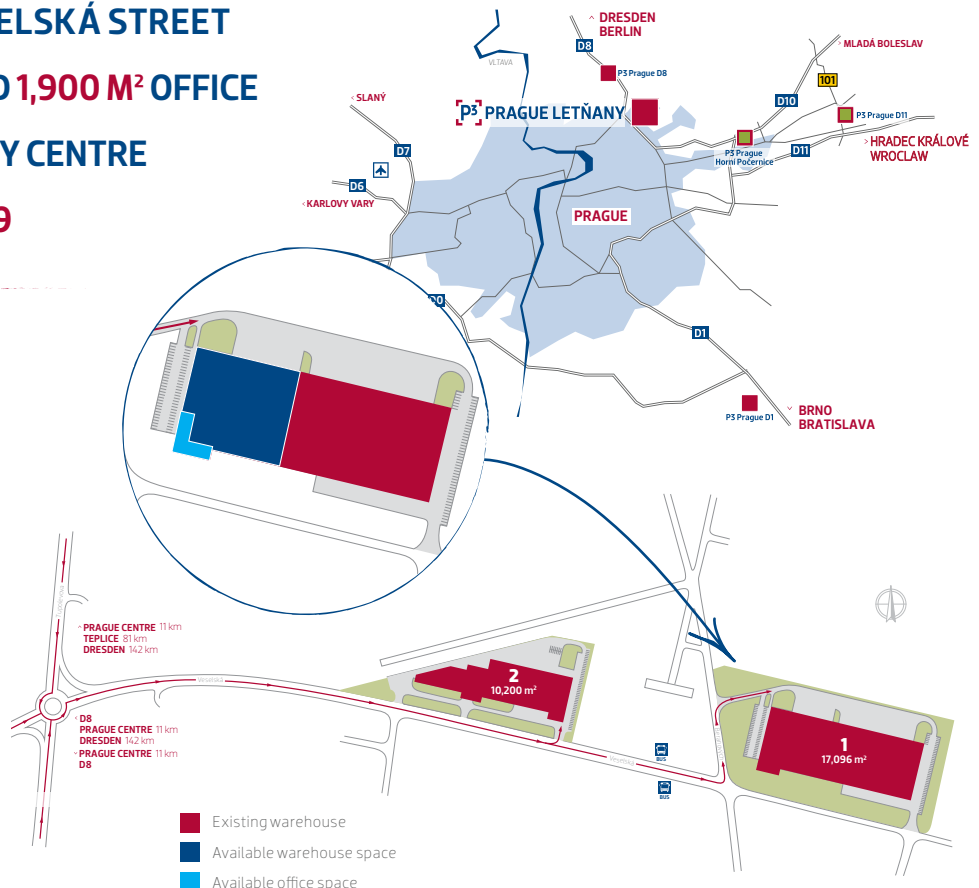 ELSKÁ STREET
1,900 M² OFFICE
Y CENTRE
9
DRESDEN
BERLIN
D8
P3 Prague D8
VLTAVA
MLADÁ BOLESLAV
101
SLANÝ
D10
P3 PRAGUE LETŇANY
P3 Prague D11
D7
P3 Prague
Horní Počernice
D11
HRADEC KRÁLOVÉ
WROCLAW
D6
KARLOVY VARY
PRAGUE
D0
D1
P3 Prague D1
BRNO
BRATISLAVA
Tupolevova
PRAGUE CENTRE 11 km
TEPLICE 81 km
DRESDEN 142 km
Veselská
2
10,200 m²
D8
PRAGUE CENTRE 11 km
DRESDEN 142 km
PRAGUE CENTRE 11 km
D8
Veselská
BUS
BUS
1
17,096 m²
Existing warehouse
Available warehouse space
Available office space